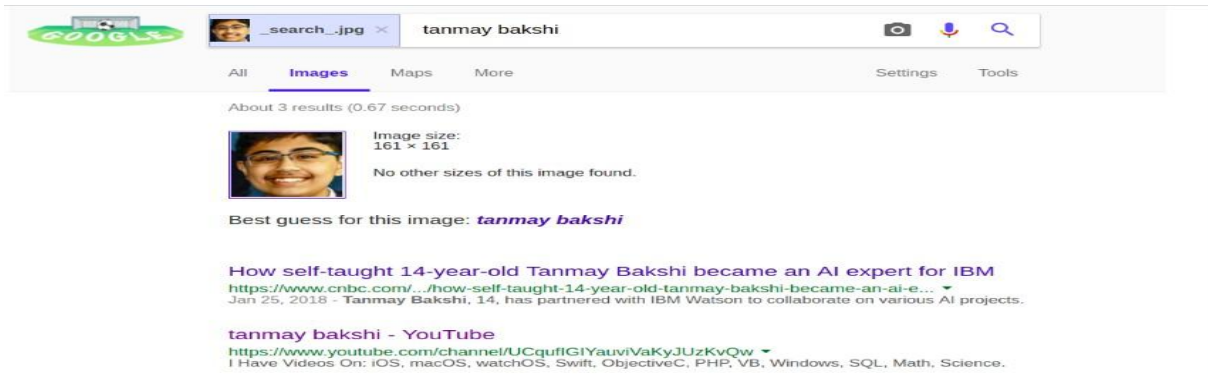 GOOGLE
_search_.jpg × tanmay bakshi
All Images Maps More Settings Tools
About 3 results (0.67 seconds)
Image size:
161 × 161
No other sizes of this image found.
Best guess for this image: tanmay bakshi
How self-taught 14-year-old Tanmay Bakshi became an AI expert for IBM
https://www.cnbc.com/.../how-self-taught-14-year-old-tanmay-bakshi-became-an-ai-e...
Jan 25, 2018 - Tanmay Bakshi, 14, has partnered with IBM Watson to collaborate on various AI projects.
tanmay bakshi - YouTube
https://www.youtube.com/channel/UCquflGIYauviVaKyJUzKvQw
I Have Videos On: iOS, macOS, watchOS, Swift, ObjectiveC, PHP, VB, Windows, SQL, Math, Science.